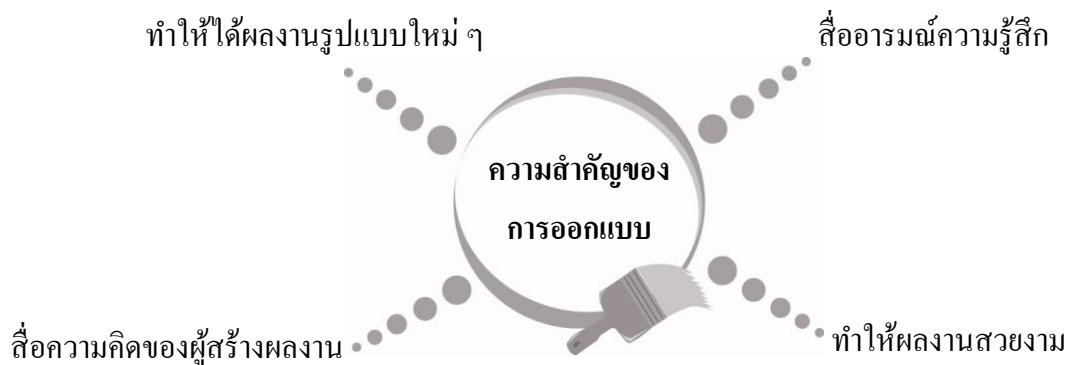 ทำให้ได้ผลงานรูปแบบใหม่ ๆ
สื่ออารมณ์ความรู้สึก
ความสำคัญของ
การออกแบบ
สื่อความคิดของผู้สร้างผลงาน
ทำให้ผลงานสวยงาม